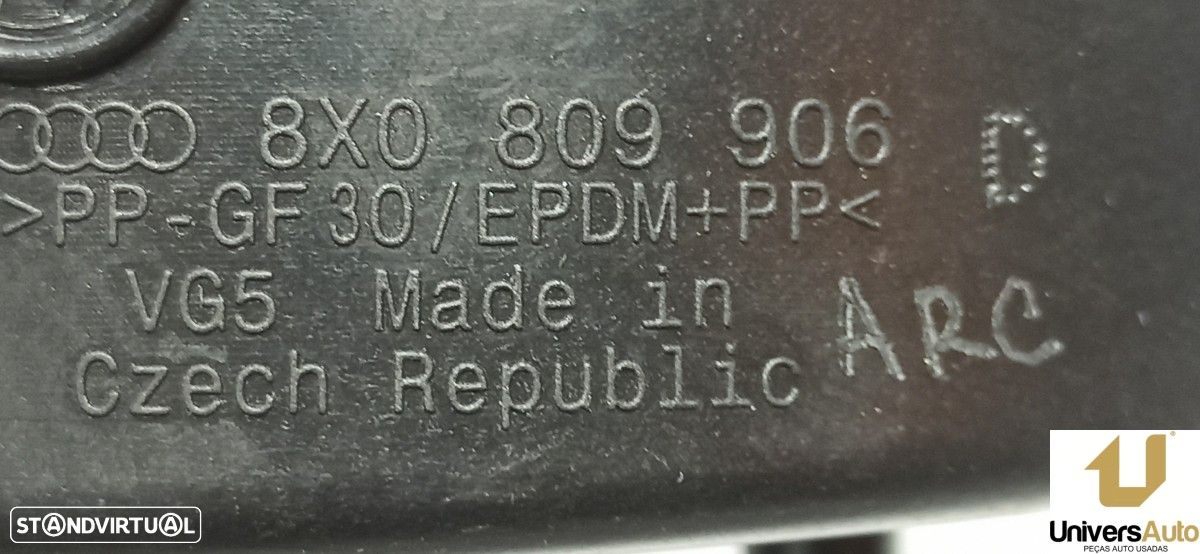 8X0 809 906 D
>PP-GF30/EPDM+PP<
VG5 Made in
Czech Republic
ARC
STANDVIRTUAL
UniversAuto
PEÇAS AUTO USADAS